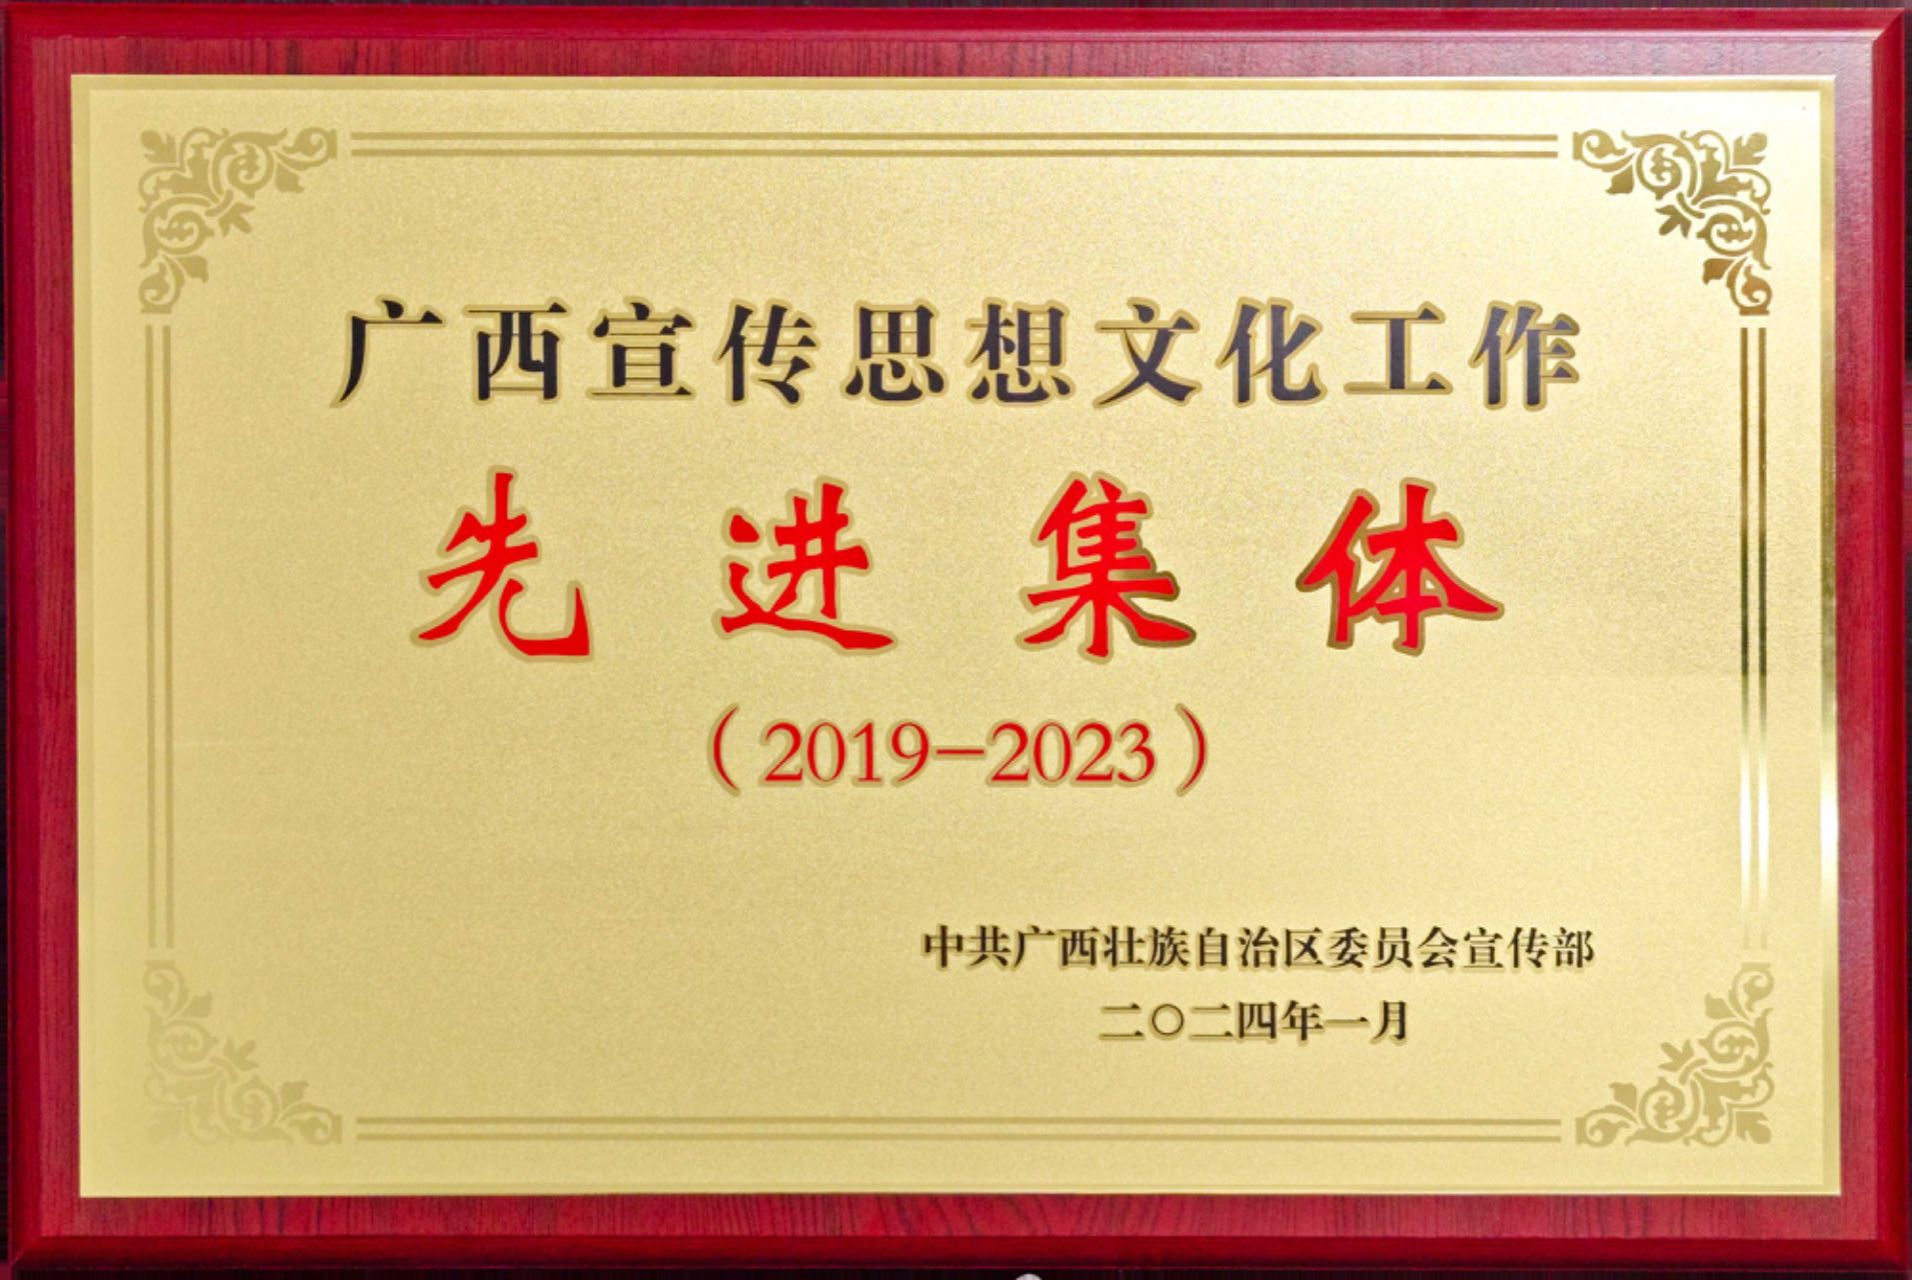 广西宣传思想文化工作
先进集体
（2019-2023）
中共广西壮族自治区委员会宣传部
二〇二四年一月